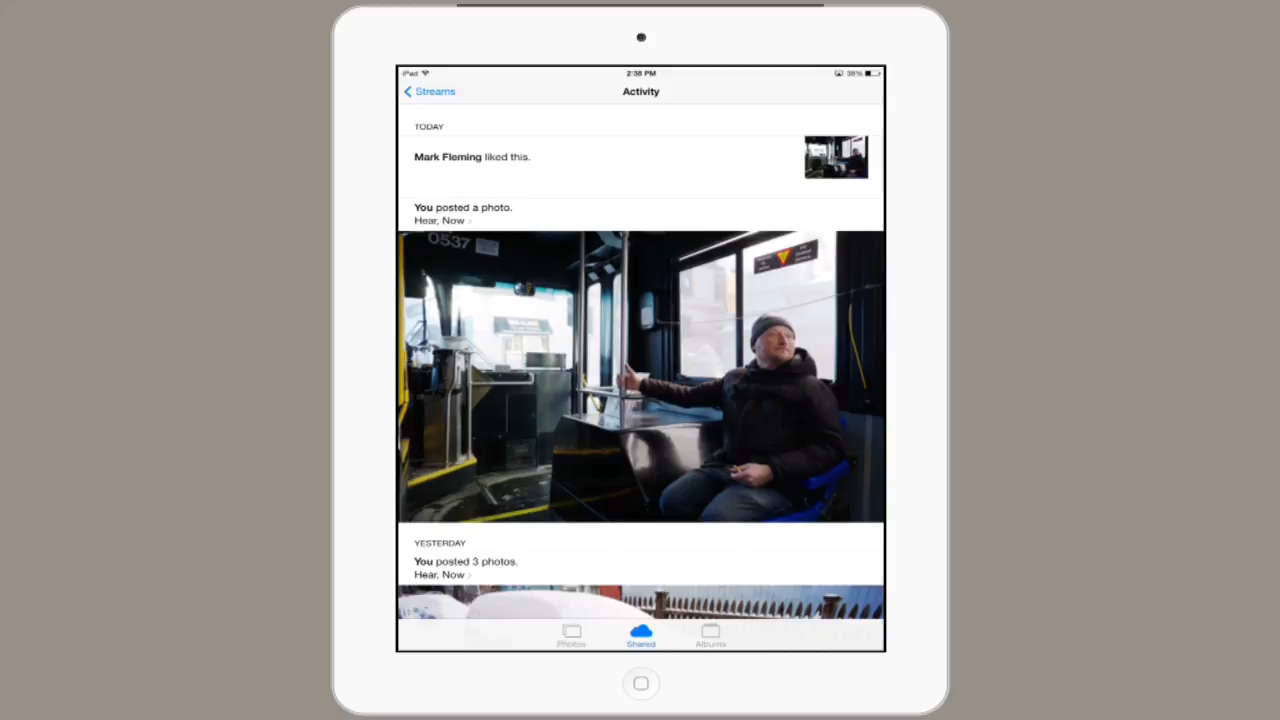 iPad
2:38 PM
38%
Streams
Activity
TODAY
Mark Fleming liked this.
You posted a photo.
Hear, Now
0537
YESTERDAY
You posted 3 photos.
Hear, Now
Photos
Shared
Albums